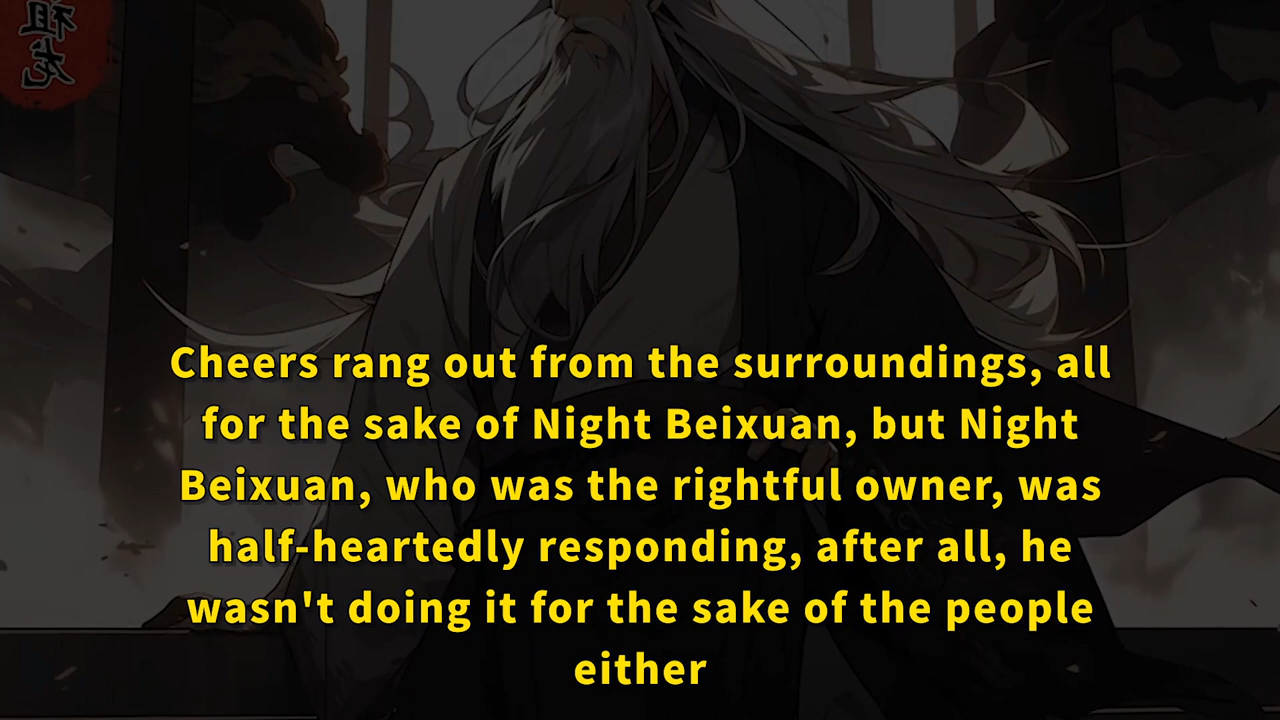 祖
龙
Cheers rang out from the surroundings, all
for the sake of Night Beixuan, but Night
Beixuan, who was the rightful owner, was
half-heartedly responding, after all, he
wasn't doing it for the sake of the people
either